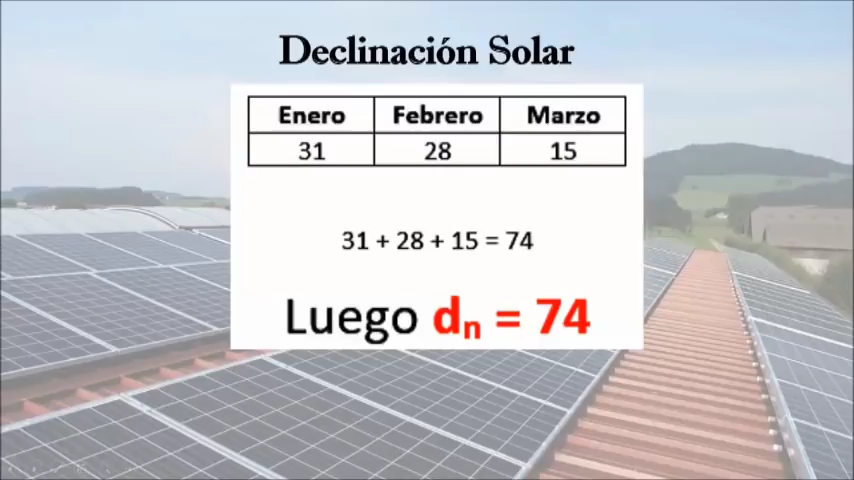 Declinación Solar
Enero Febrero Marzo
31 28 15
31 + 28 + 15 = 74
Luego dₙ = 74